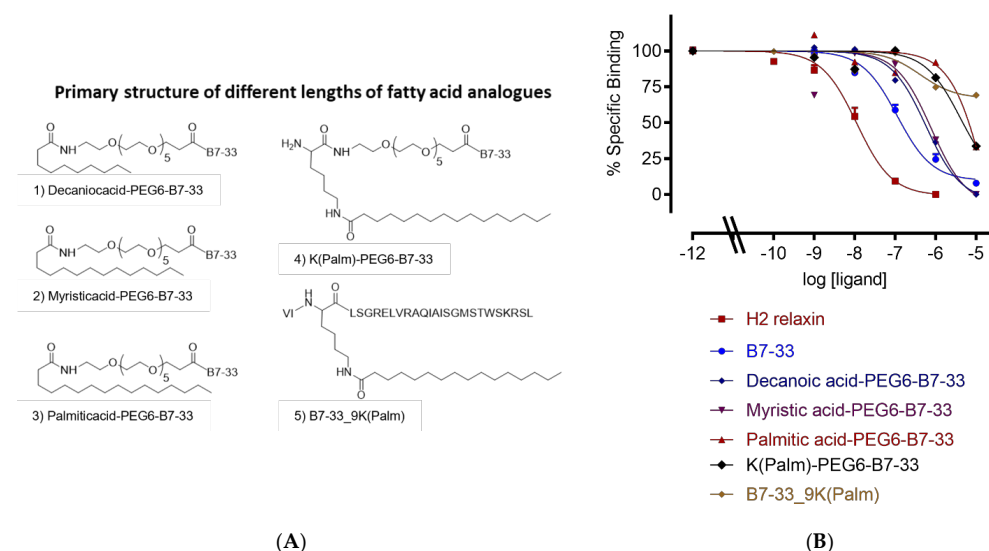 Primary structure of different lengths of fatty acid analogues
O
NH
O
O
5
O
B7-33
1) Decaniocacid-PEG6-B7-33
O
NH
O
O
5
O
B7-33
2) Myristicacid-PEG6-B7-33
O
NH
O
O
5
O
B7-33
3) Palmiticacid-PEG6-B7-33
H2N
O
NH
O
O
5
O
B7-33
HN
O
4) K(Palm)-PEG6-B7-33
VI
H
N
O
LSGRELVRAQIAISGMSTWSKRSL
HN
O
5) B7-33_9K(Palm)
(A)
B
% Specific Binding
100
75
50
25
0
-12
-10
-9
-8
-7
-6
-5
log [ligand]
H2 relaxin
B7-33
Decanoic acid-PEG6-B7-33
Myristic acid-PEG6-B7-33
Palmitic acid-PEG6-B7-33
K(Palm)-PEG6-B7-33
B7-33_9K(Palm)
(B)